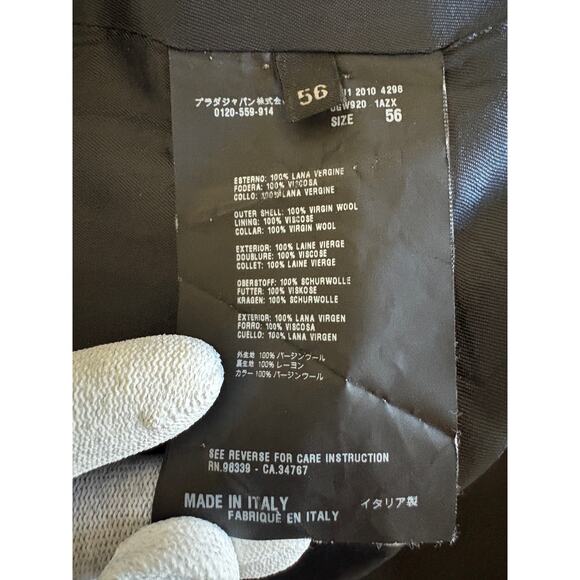 プラダジャパン株式会
0120-559-914
56
2010 4298
1AZX
SIZE 56
ESTERNO: 100% LANA VERGINE
FODERA: 100% VISCOSA
COLLO: 100% LANA VERGINE
OUTER SHELL: 100% VIRGIN WOOL
LINING: 100% VISCOSE
COLLAR: 100% VIRGIN WOOL
EXTERIOR: 100% LAINE VIERGE
DOUBLURE: 100% VISCOSE
COLLET: 100% LAINE VIERGE
OBERSTOFF: 100% SCHURWOLLE
FUTTER: 100% VISKOSE
KRAGEN: 100% SCHURWOLLE
EXTERIOR: 100% LANA VIRGEN
FORRO: 100% VISCOSA
CUELLO: 100% LANA VIRGEN
外生地 100% バージンウール
裏生地 100% レーヨン
カラー 100% バージンウール
SEE REVERSE FOR CARE INSTRUCTION
RN.98339 - CA.34767
MADE IN ITALY イタリア製
FABRIQUÉ EN ITALY